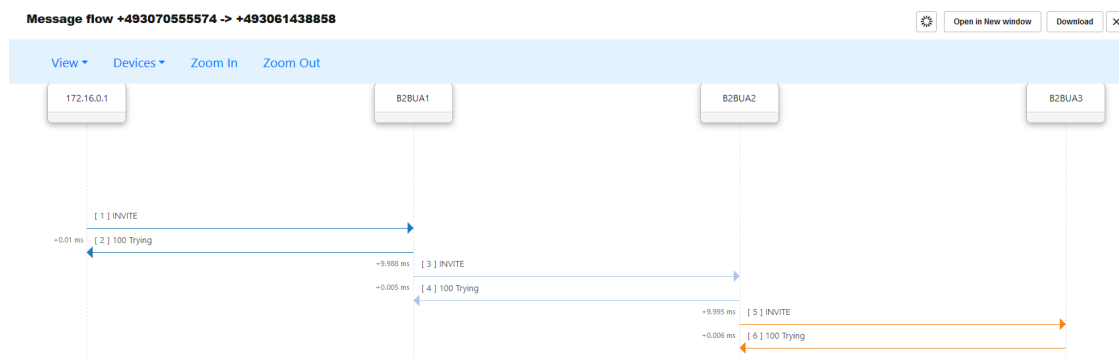 Message flow +493070555574 -> +493061438858
Open in New window
Download
View
Devices
Zoom In
Zoom Out
172.16.0.1
B2BUA1
B2BUA2
B2BUA3
[ 1 ] INVITE
+0.01 ms [ 2 ] 100 Trying
+9.988 ms [ 3 ] INVITE
+0.005 ms [ 4 ] 100 Trying
+9.995 ms [ 5 ] INVITE
+0.006 ms [ 6 ] 100 Trying